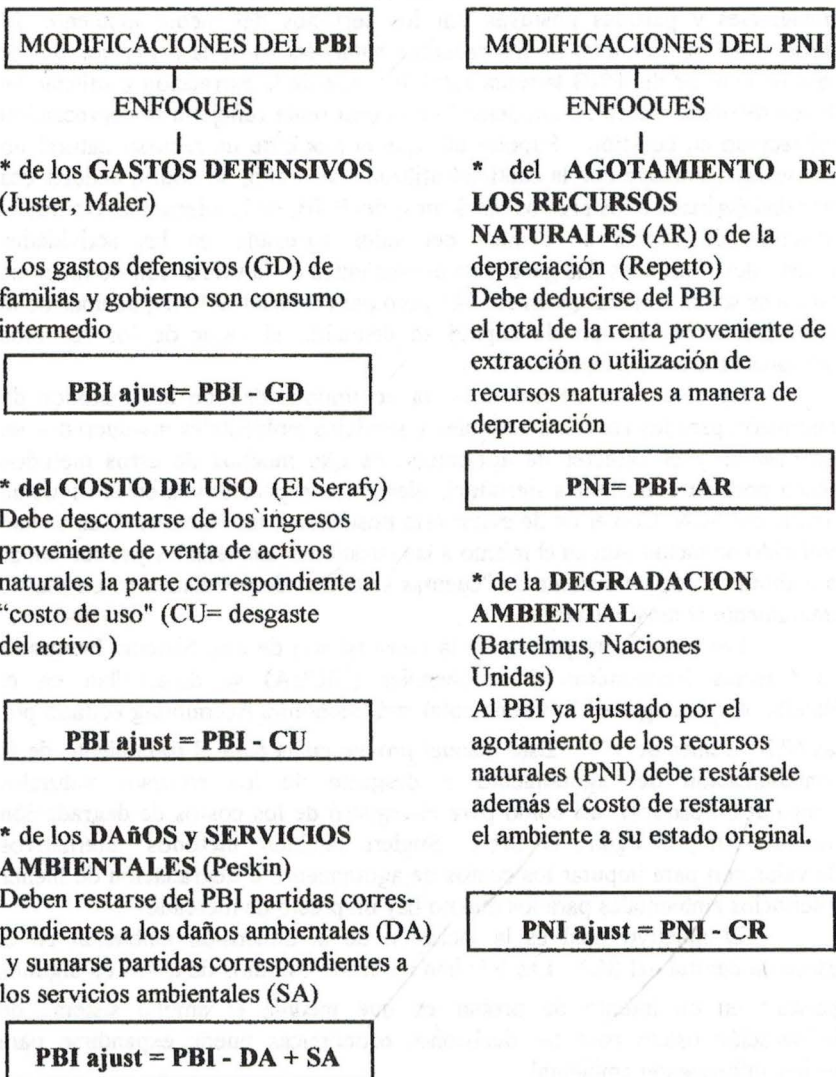 MODIFICACIONES DEL PBI
ENFOQUES
* de los GASTOS DEFENSIVOS
(Juster, Maler)
Los gastos defensivos (GD) de
familias y gobierno son consumo
intermedio
PBI ajust= PBI - GD
* del COSTO DE USO (El Serafy)
Debe descontarse de los ingresos
proveniente de venta de activos
naturales la parte correspondiente al
“costo de uso" (CU= desgaste
del activo )
PBI ajust = PBI - CU
* de los DAñOS y SERVICIOS
AMBIENTALES (Peskin)
Deben restarse del PBI partidas corres-
pondientes a los daños ambientales (DA)
y sumarse partidas correspondientes a
los servicios ambientales (SA)
PBI ajust = PBI - DA + SA
MODIFICACIONES DEL PNI
ENFOQUES
* del AGOTAMIENTO DE
LOS RECURSOS
NATURALES (AR) o de la
depreciación (Repetto)
Debe deducirse del PBI
el total de la renta proveniente de
extracción o utilización de
recursos naturales a manera de
depreciación
PNI= PBI- AR
* de la DEGRADACION
AMBIENTAL
(Bartelmus, Naciones
Unidas)
Al PBI ya ajustado por el
agotamiento de los recursos
naturales (PNI) debe restársele
además el costo de restaurar
el ambiente a su estado original.
PNI ajust = PNI - CR